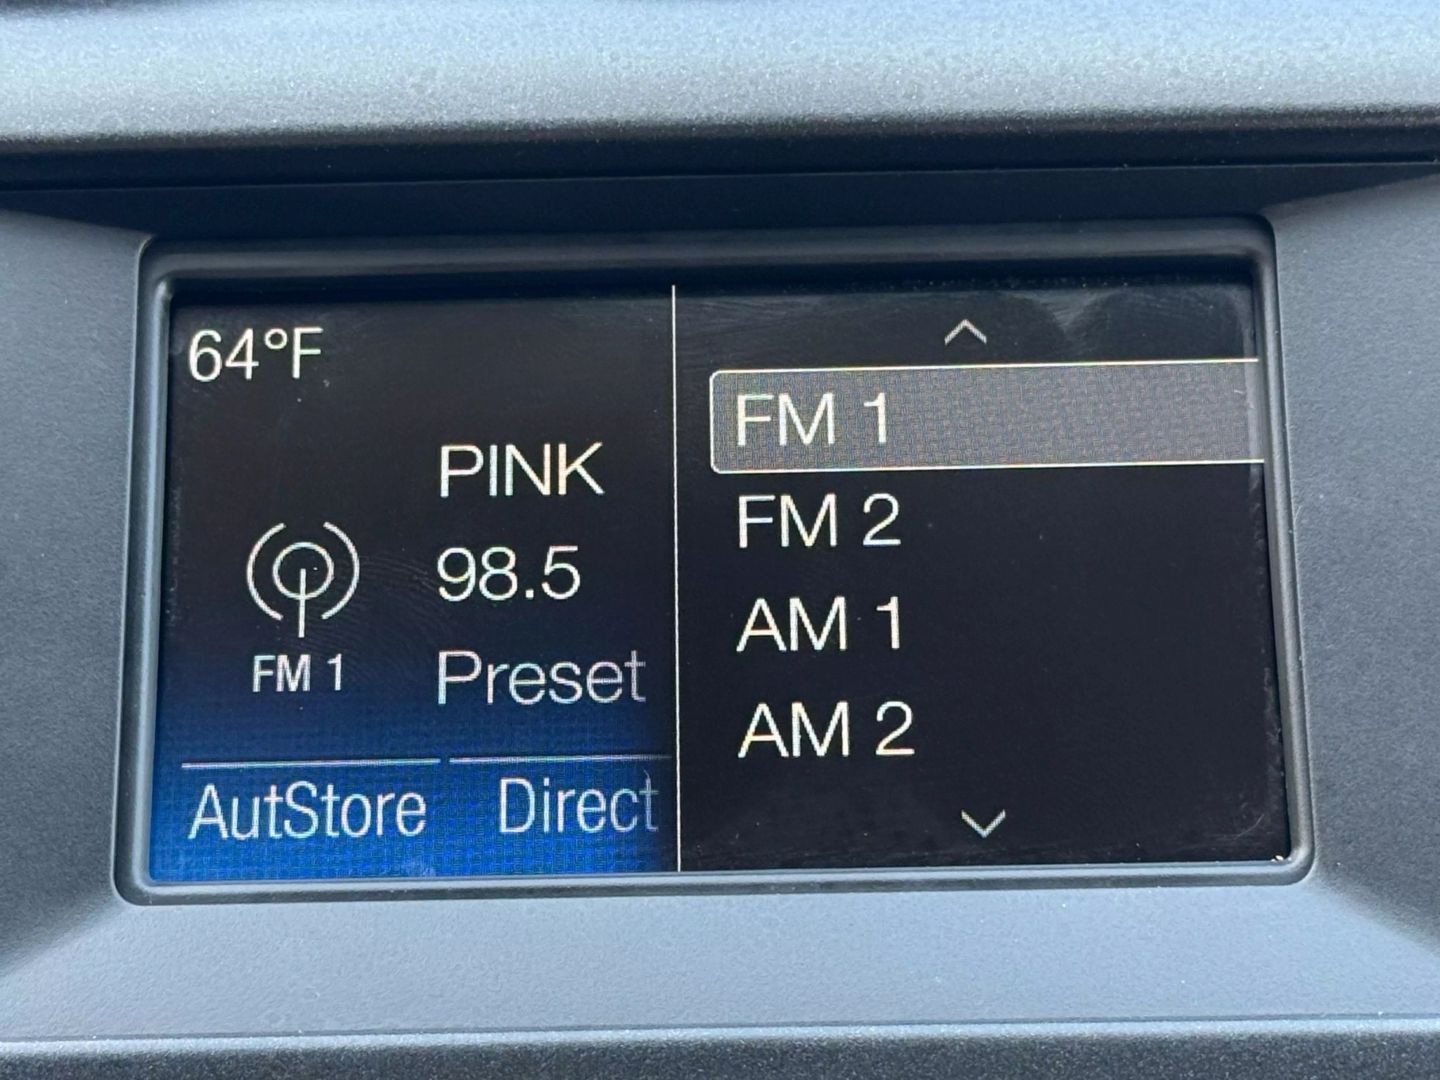 64°F
PINK
98.5
FM 1
Preset
AutStore
Direct
FM 1
FM 2
AM 1
AM 2